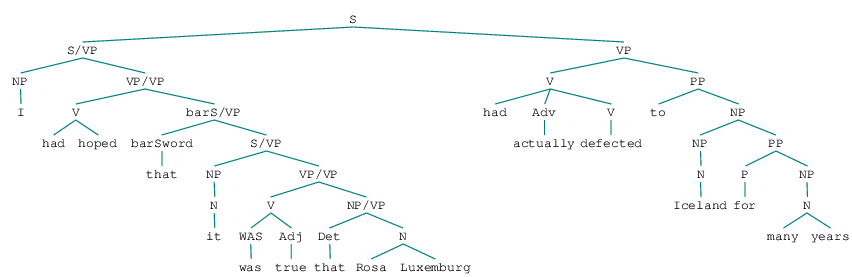 S
S/VP VP
NP VP/VP V PP
I V barS/VP had Adv V to NP
had hoped barSword S/VP actually defected NP PP
that NP VP/VP N P NP
N V NP/VP Iceland for N
it WAS Adj Det N many years
was true that Rosa Luxemburg